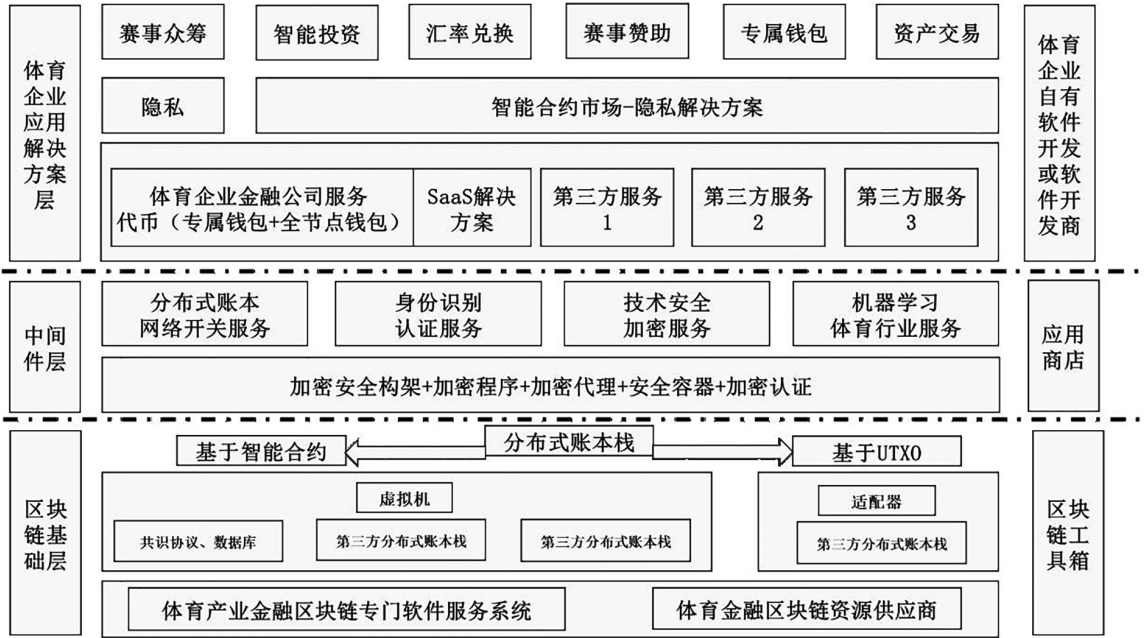 体育
企业
应用
解决
方案
层
赛事众筹
智能投资
汇率兑换
赛事赞助
专属钱包
资产交易
隐私
智能合约市场-隐私解决方案
体育企业金融公司服务
代币（专属钱包+全节点钱包）
SaaS解决
方案
第三方服务
1
第三方服务
2
第三方服务
3
体育
企业
自有
软件
开发
或软
件开
发商
中间
件层
分布式账本
网络开关服务
身份识别
认证服务
技术安全
加密服务
机器学习
体育行业服务
加密安全构架+加密程序+加密代理+安全容器+加密认证
应用
商店
区块
链基
础层
基于智能合约
分布式账本栈
基于UTXO
虚拟机
共识协议、数据库
第三方分布式账本栈
第三方分布式账本栈
适配器
第三方分布式账本栈
体育产业金融区块链专门软件服务系统
体育金融区块链资源供应商
区块
链工
具箱